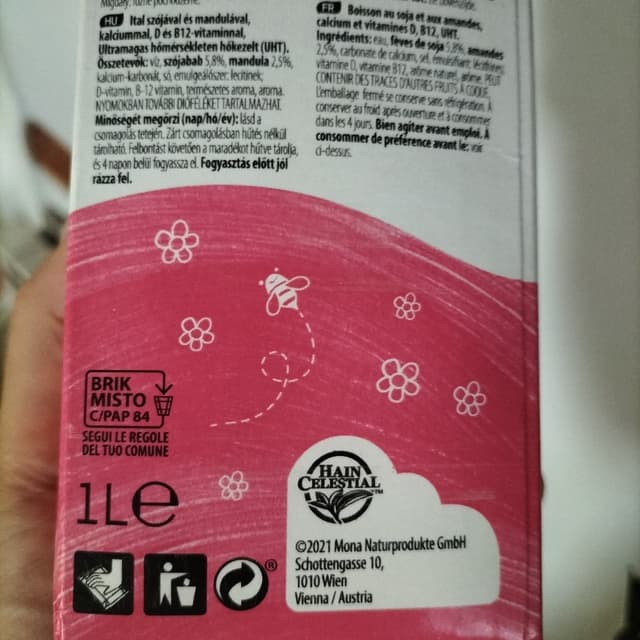 HU Ital szójával és mandulával,
kalciummal, D és B12-vitaminnal,
Ultramagas hőmérsékleten hőkezelt (UHT).
Összetevők: víz, szójabab 5,8%, mandula 2,5%,
kalcium-karbonát, só, emulgeálószer: lecitinek;
D-vitamin, B-12 vitamin, természetes aroma, aroma.
NYOMOKBAN TOVÁBBI DIÓFÉLÉKET TARTALMAZHAT.
Minőségét megőrzi (nap/hó/év): lásd a
csomagolás tetején. Zárt csomagolásban hűtés nélkül
tárolható. Felbontást követően a maradékot hűtve tárolja,
és 4 napon belül fogyassza el. Fogyasztás előtt jól
rázza fel.
FR Boisson au soja et aux amandes,
calcium et vitamines D, B12, UHT.
Ingrédients: eau, fèves de soja 5,8%, amandes
2,5%, carbonate de calcium, sel, émulsifiant: lécithines;
vitamine D, vitamine B12, arôme naturel, arôme. PEUT
CONTENIR DES TRACES D'AUTRES FRUITS À COQUE.
L'emballage fermé se conserve sans réfrigération. À
conserver au froid après ouverture et à consommer
dans les 4 jours. Bien agiter avant emploi. À
consommer de préférence avant le: voir
ci-dessus.
BRIK
MISTO
C/PAP 84
SEGUI LE REGOLE
DEL TUO COMUNE
1L℮
HAIN
CELESTIAL™
®
©2021 Mona Naturprodukte GmbH
Schottengasse 10,
1010 Wien
Vienna / Austria